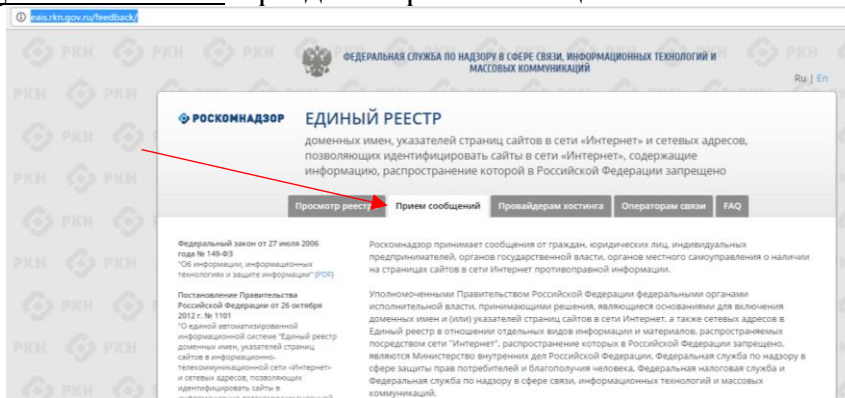 eais.rkn.gov.ru/feedback/
РКН РКН РКН РКН РКН
ФЕДЕРАЛЬНАЯ СЛУЖБА ПО НАДЗОРУ В СФЕРЕ СВЯЗИ, ИНФОРМАЦИОННЫХ ТЕХНОЛОГИЙ И
МАССОВЫХ КОММУНИКАЦИЙ
Ru | En
РОСКОМНАДЗОР
ЕДИНЫЙ РЕЕСТР
доменных имен, указателей страниц сайтов в сети «Интернет» и сетевых адресов,
позволяющих идентифицировать сайты в сети «Интернет», содержащие
информацию, распространение которой в Российской Федерации запрещено
Просмотр реестра Прием сообщений Провайдерам хостинга Операторам связи FAQ
Федеральный закон от 27 июля 2006
года № 149-ФЗ
"Об информации, информационных
технологиях и защите информации" (PDF)
Постановление Правительства
Российской Федерации от 26 октября
2012 г. № 1101
"О единой автоматизированной
информационной системе "Единый реестр
доменных имен, указателей страниц
сайтов в информационно-
телекоммуникационной сети «Интернет»
и сетевых адресов, позволяющих
идентифицировать сайты в
Роскомнадзор принимает сообщения от граждан, юридических лиц, индивидуальных
предпринимателей, органов государственной власти, органов местного самоуправления о наличии
на страницах сайтов в сети Интернет противоправной информации.
Уполномоченными Правительством Российской Федерации федеральными органами
исполнительной власти, принимающими решения, являющиеся основаниями для включения
доменных имен и (или) указателей страниц сайтов в сети Интернет, а также сетевых адресов в
Единый реестр в отношении отдельных видов информации и материалов, распространяемых
посредством сети "Интернет", распространение которых в Российской Федерации запрещено,
являются Министерство внутренних дел Российской Федерации, Федеральная служба по надзору в
сфере защиты прав потребителей и благополучия человека, Федеральная налоговая служба и
Федеральная служба по надзору в сфере связи, информационных технологий и массовых
коммуникаций.